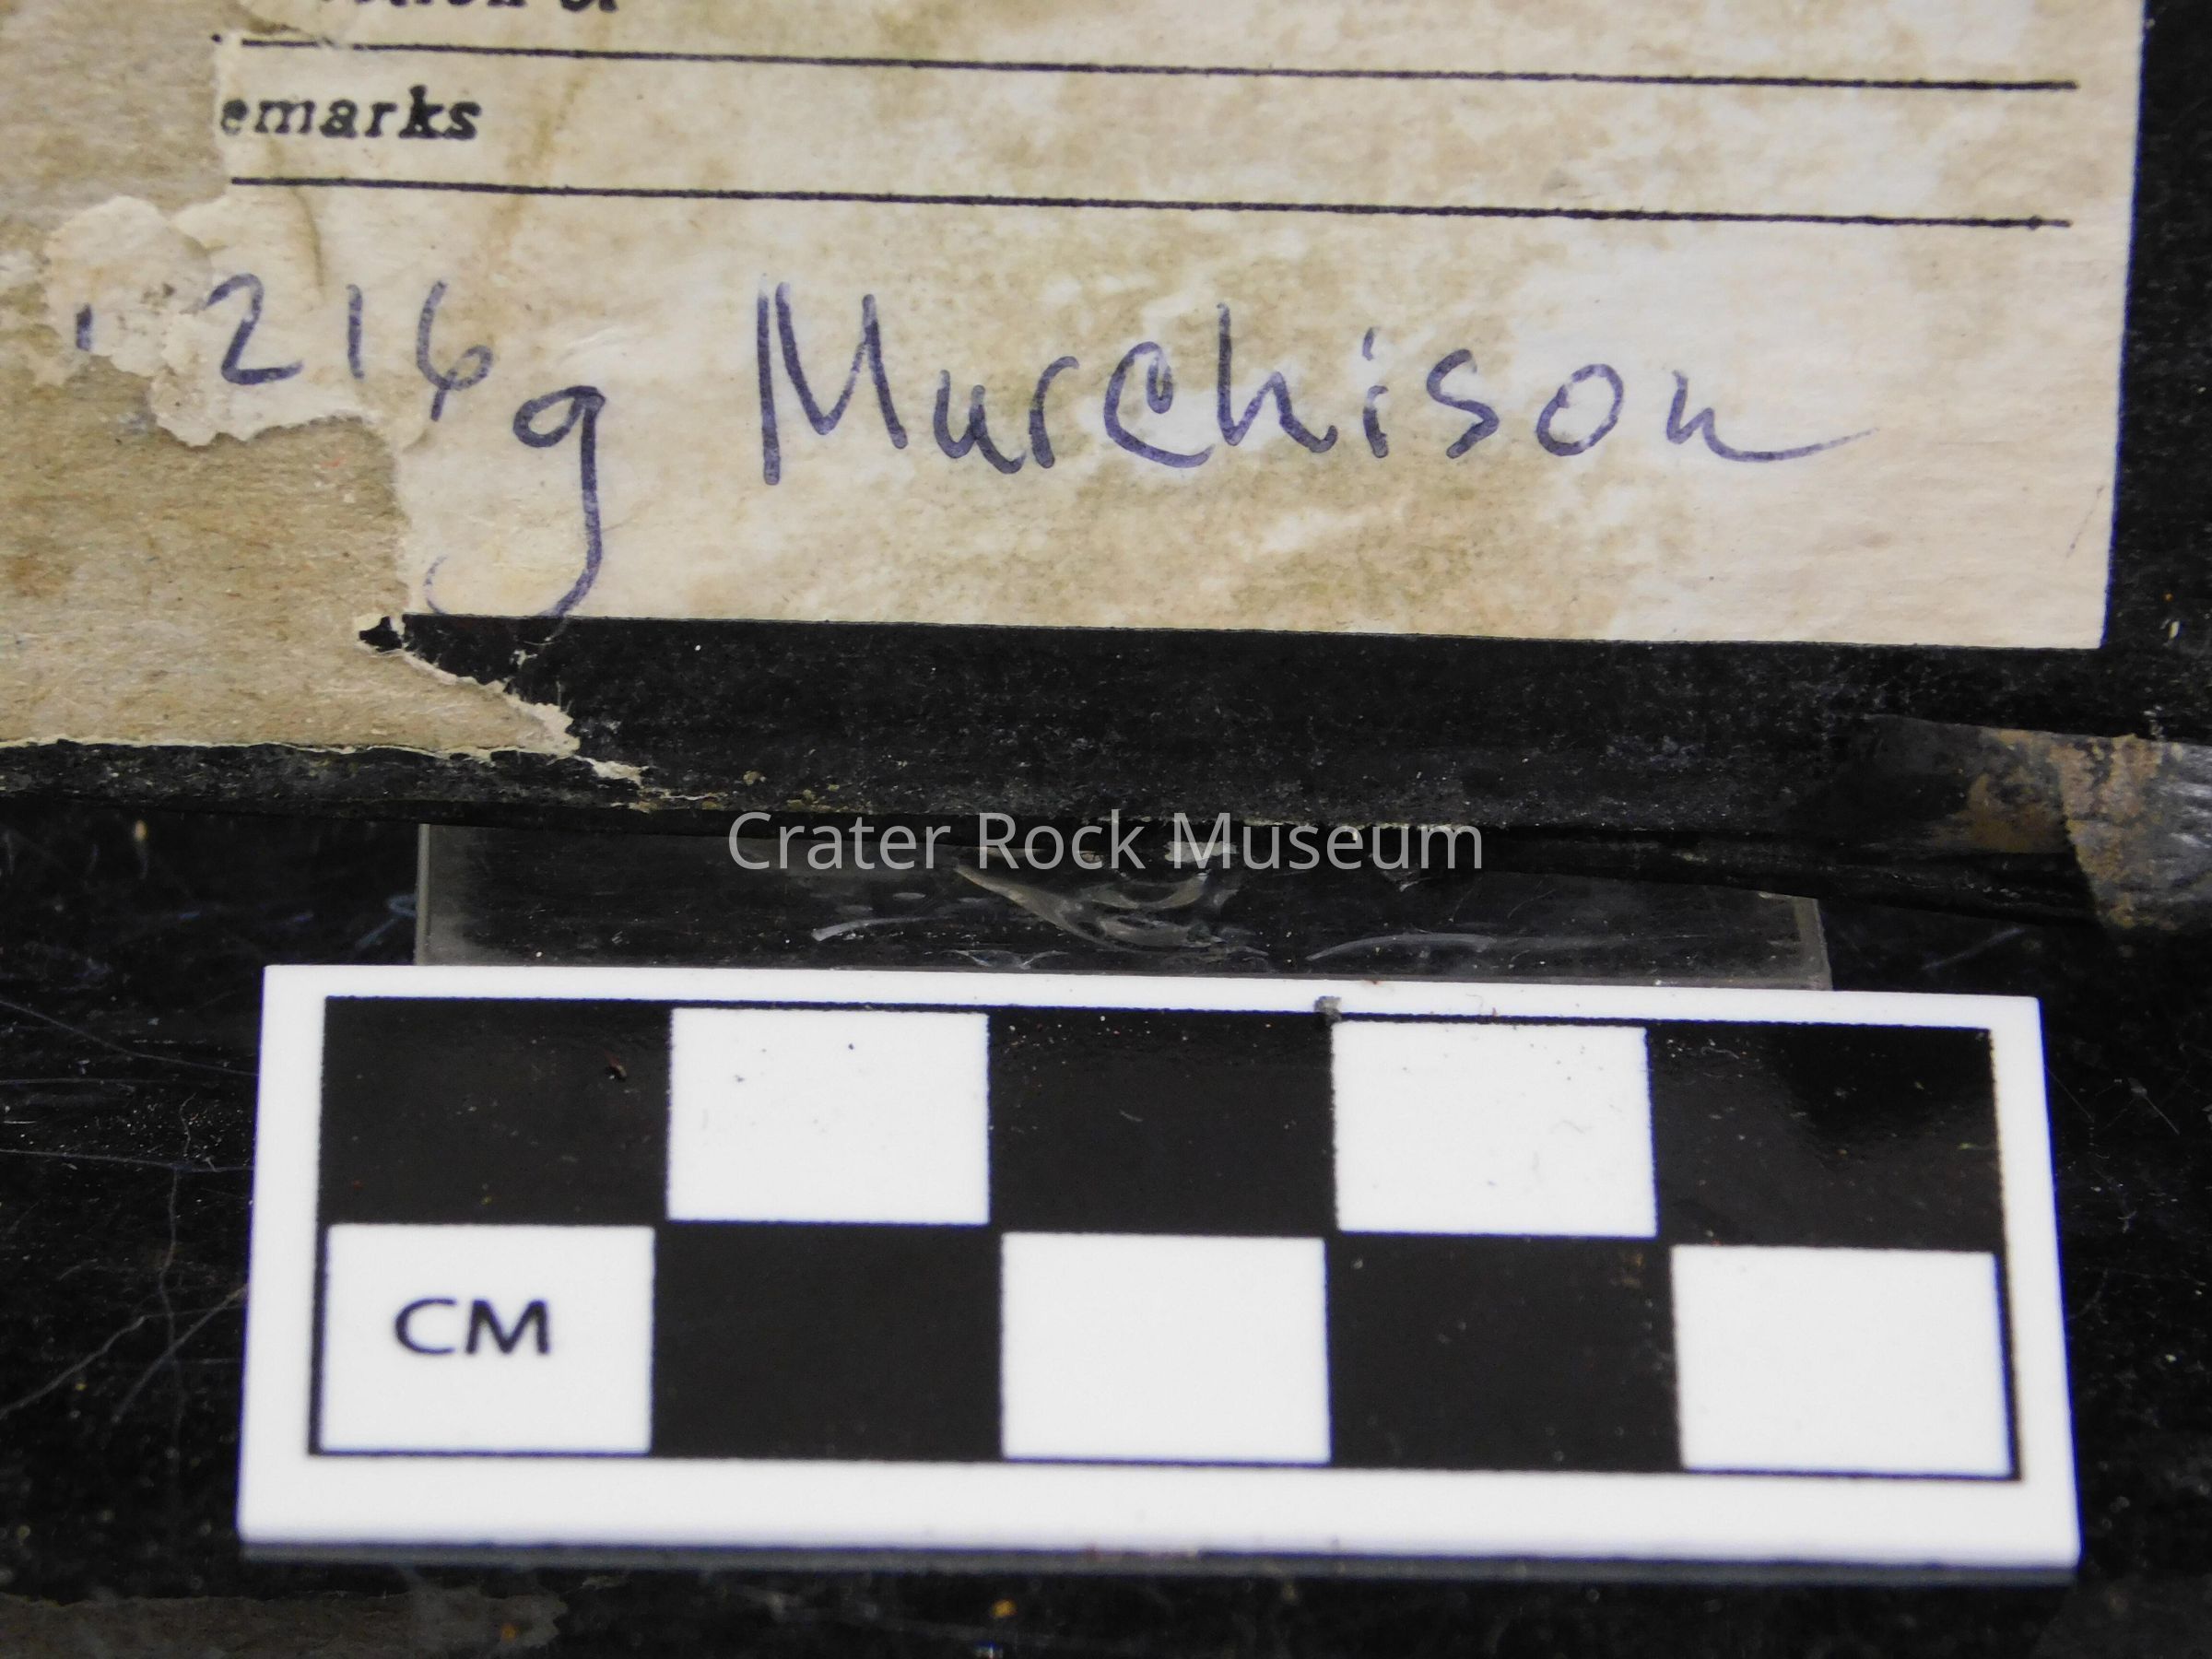 emarks
.216g Murchison
Crater Rock Museum
CM